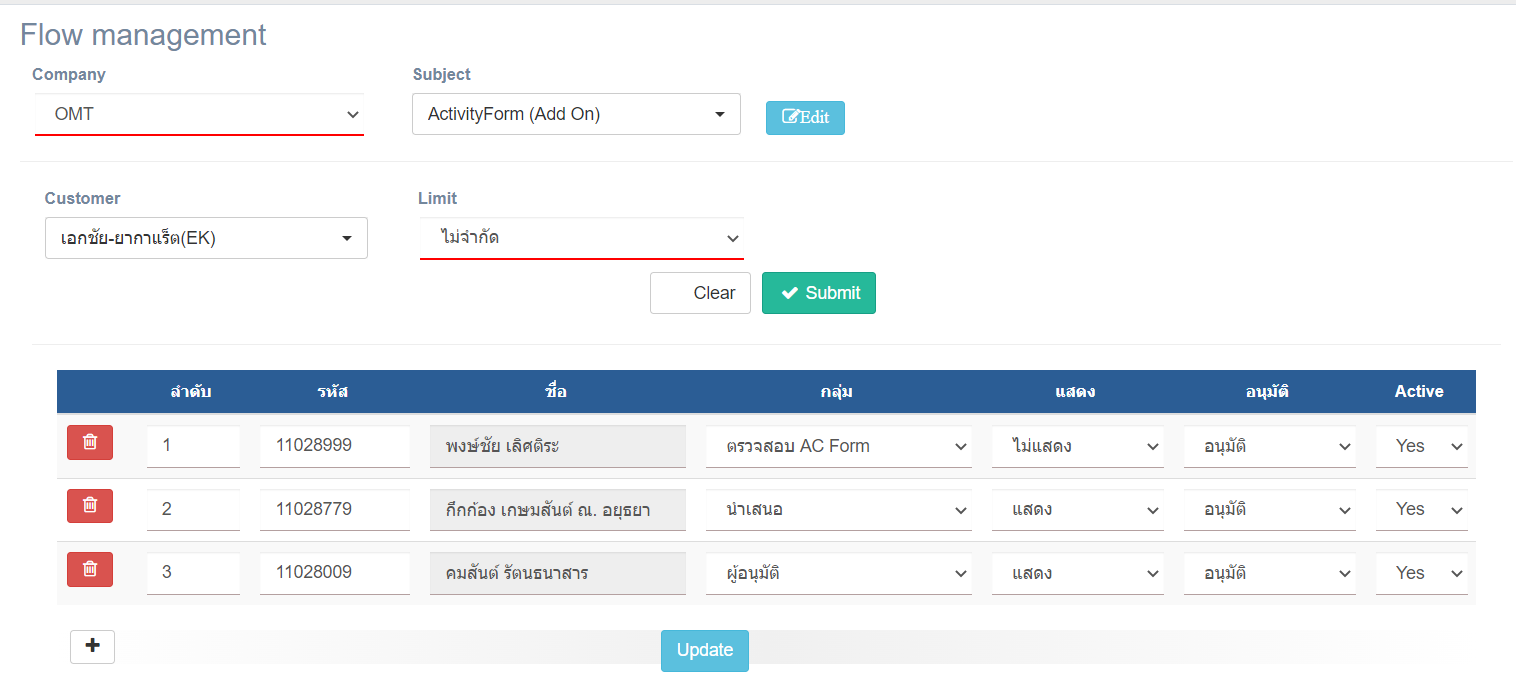 Flow management
Company Subject
OMT ActivityForm (Add On) Edit
Customer Limit
เอกชัย-ยากาแร็ต(EK) ไม่จำกัด
Clear Submit
ลำดับ รหัส ชื่อ กลุ่ม แสดง อนุมัติ Active
1 11028999 พงษ์ชัย เลิศติระ ตรวจสอบ AC Form ไม่แสดง อนุมัติ Yes
2 11028779 กึกก้อง เกษมสันต์ ณ. อยุธยา นำเสนอ แสดง อนุมัติ Yes
3 11028009 คมสันต์ รัตนธนาสาร ผู้อนุมัติ แสดง อนุมัติ Yes
Update